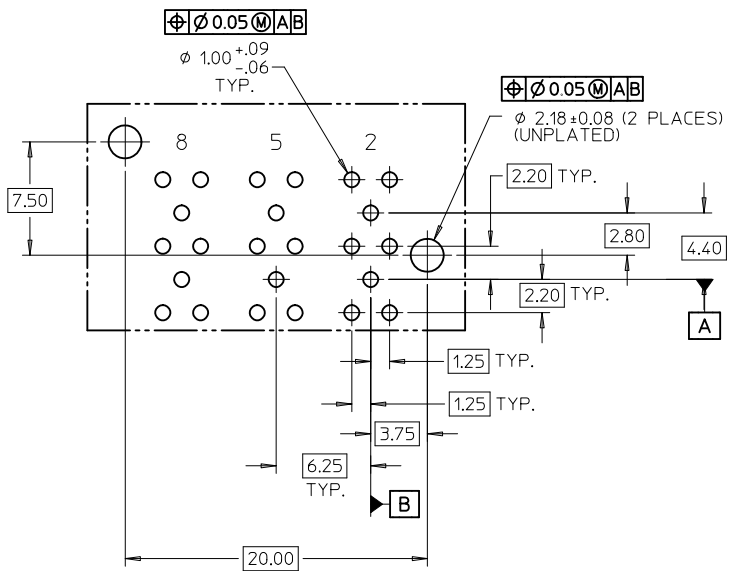 ⌖ ⌀ 0.05 Ⓜ A B
⌀ 1.00 +.09 -.06
TYP.
⌖ ⌀ 0.05 Ⓜ A B
⌀ 2.18±0.08 (2 PLACES)
(UNPLATED)
8 5 2
7.50
2.20 TYP.
2.80
4.40
2.20 TYP.
A
1.25 TYP.
1.25 TYP.
3.75
6.25
TYP.
B
20.00